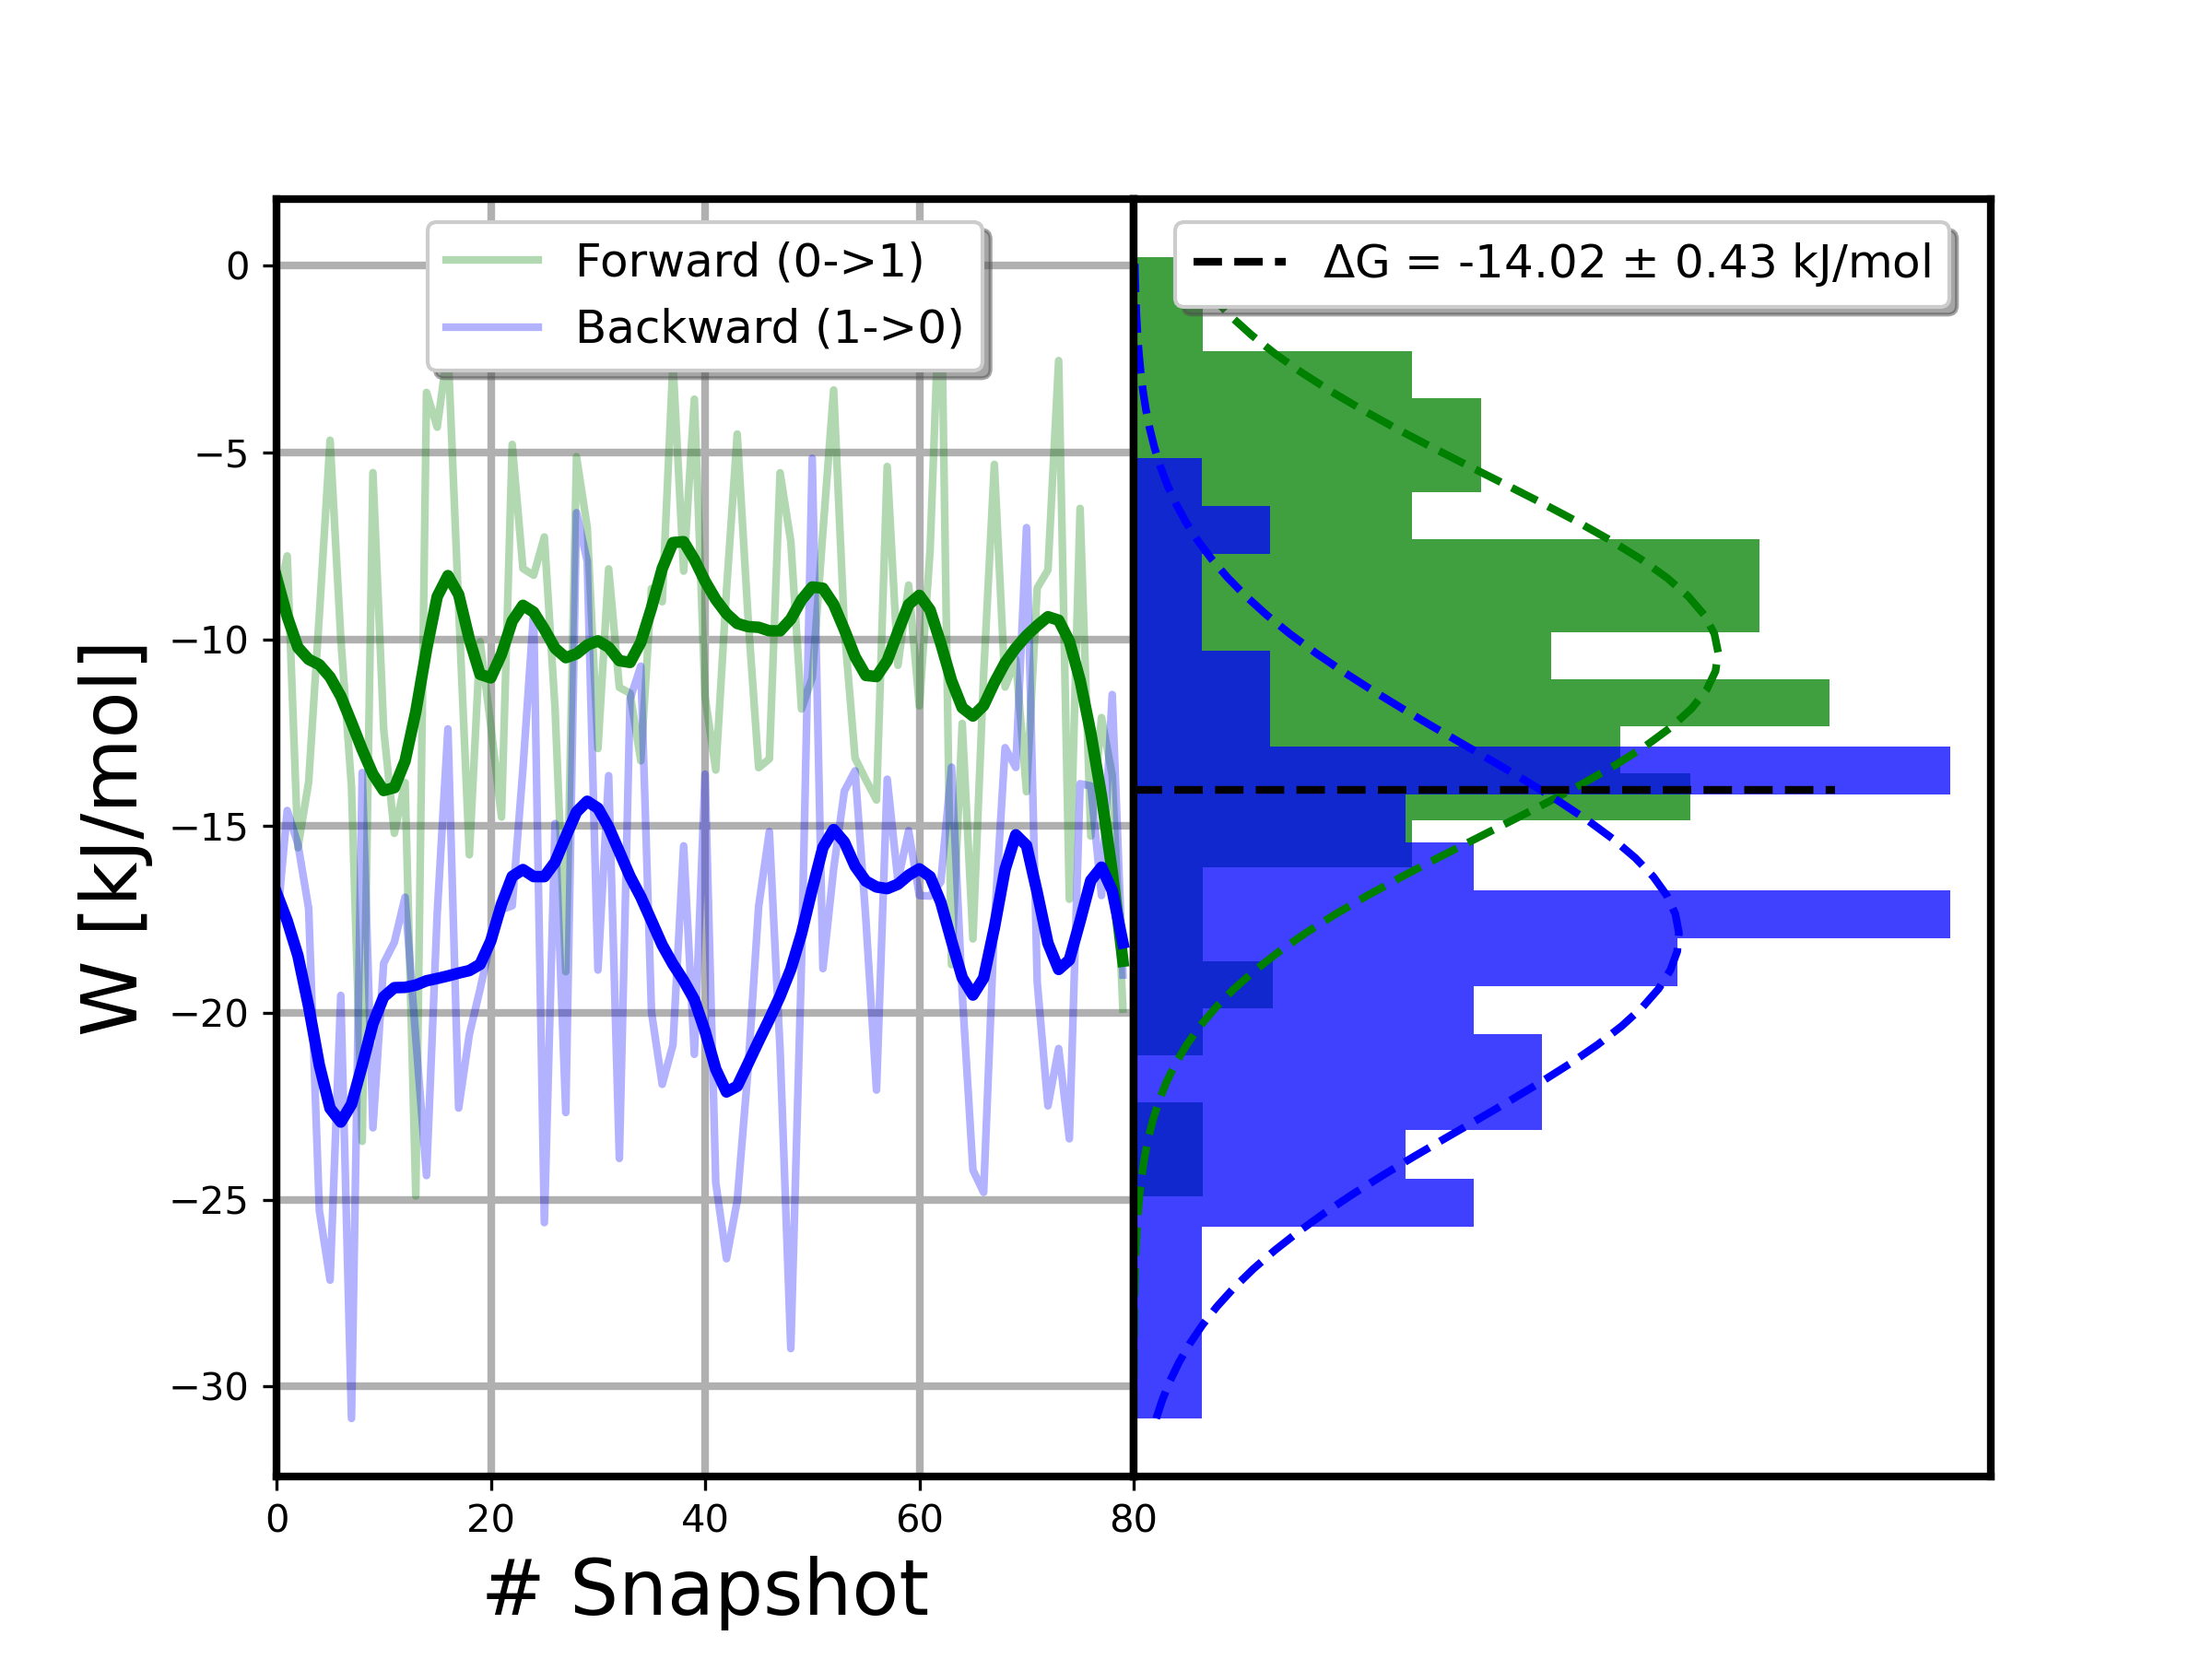 Forward (0->1)
Backward (1->0)
ΔG = -14.02 ± 0.43 kJ/mol
0
−5
−10
−15
−20
−25
−30
W [kJ/mol]
0 20 40 60 80
# Snapshot